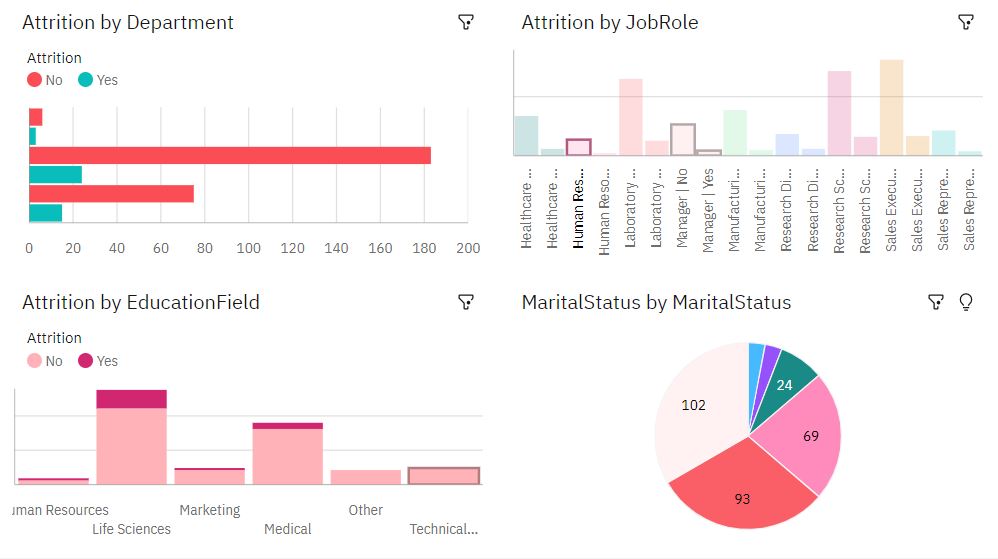 Attrition by Department
Attrition
No Yes
0 20 40 60 80 100 120 140 160 180 200
Attrition by JobRole
Healthcare ...
Healthcare ...
Human Res...
Human Reso...
Laboratory ...
Laboratory ...
Manager | No
Manager | Yes
Manufacturi...
Manufacturi...
Research Di...
Research Di...
Research Sc...
Research Sc...
Sales Execu...
Sales Execu...
Sales Repre...
Sales Repre...
Attrition by EducationField
Attrition
No Yes
uman Resources Marketing Other
Life Sciences Medical Technical...
MaritalStatus by MaritalStatus
24
102
69
93